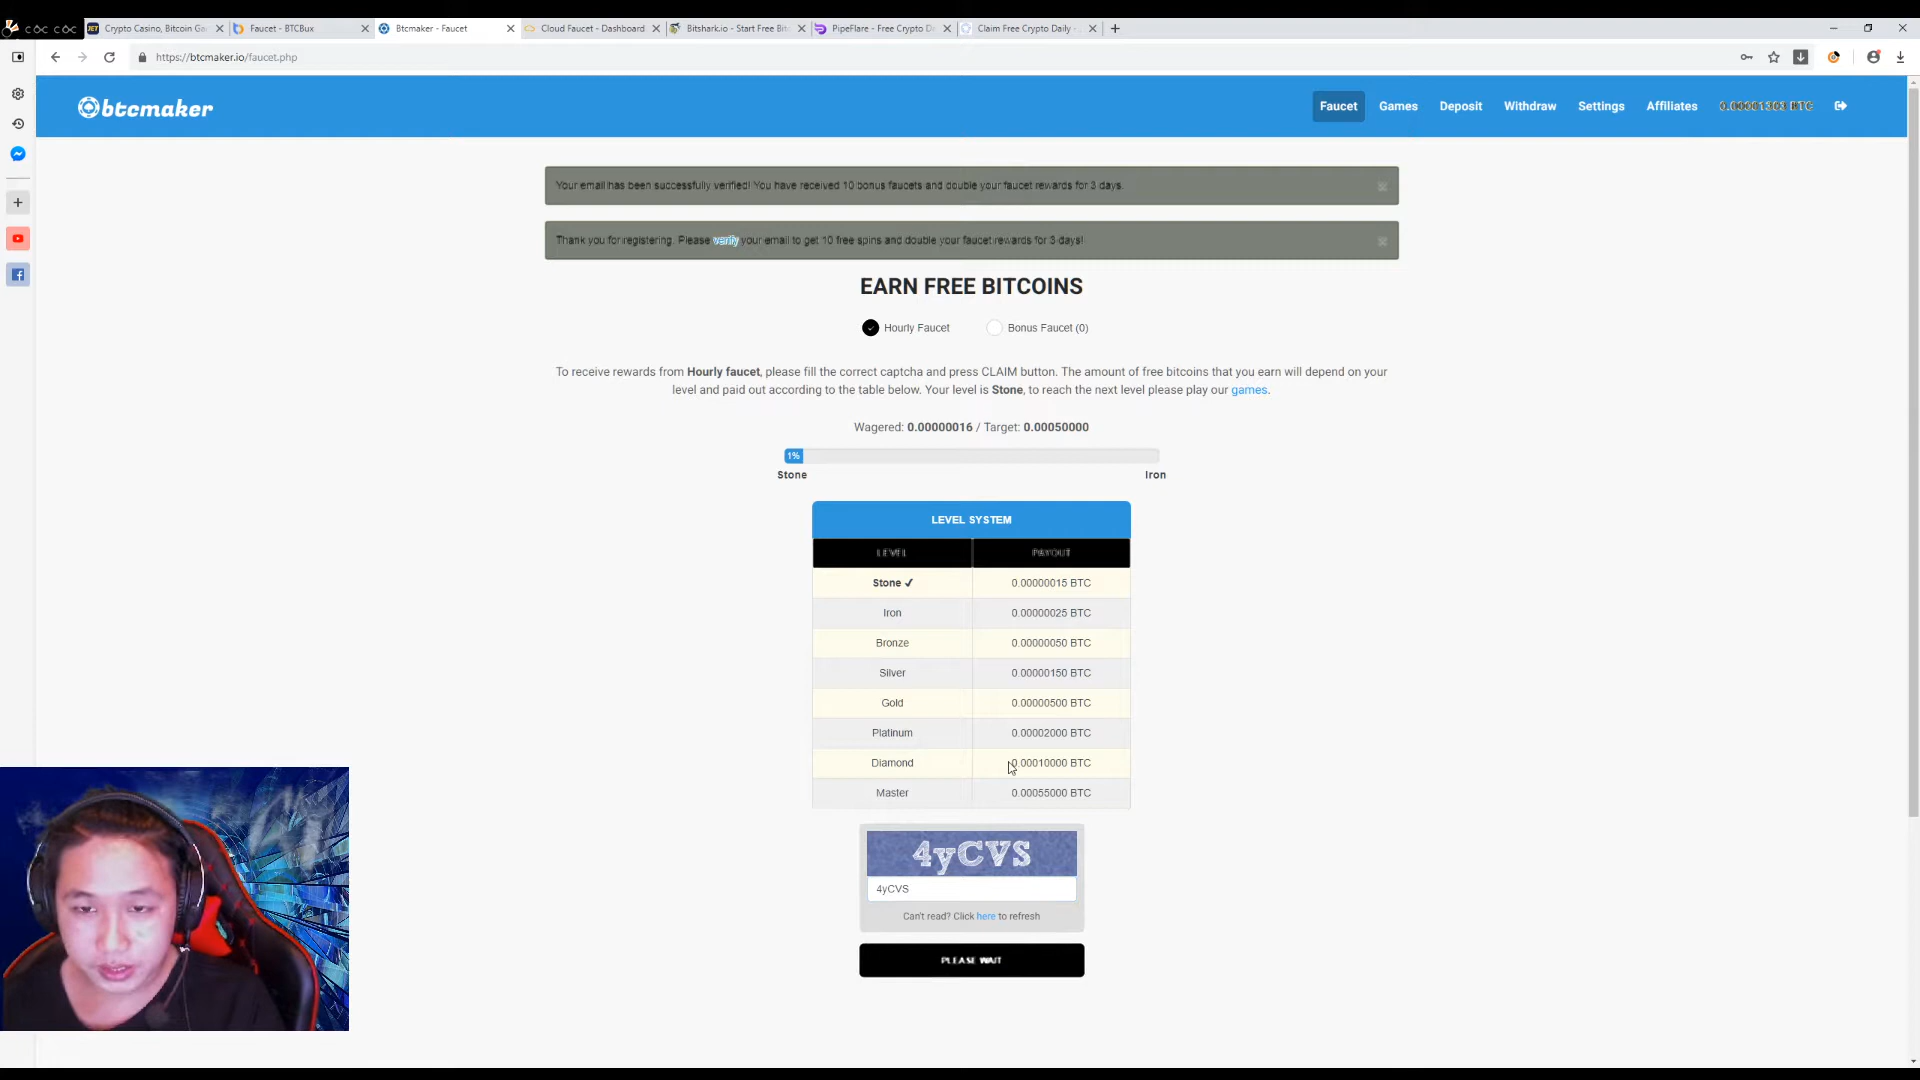 CỐC CỐC
Crypto Casino, Bitcoin Ga
Faucet - BTCBux
Btcmaker - Faucet
Cloud Faucet - Dashboard
Bitshark.io - Start Free Bitc
PipeFlare - Free Crypto D
Claim Free Crypto Daily -
https://btcmaker.io/faucet.php
btcmaker
Faucet
Games
Deposit
Withdraw
Settings
Affiliates
0.00001303 BTC
Your email has been successfully verified! You have received 10 bonus faucets and double your faucet rewards for 3 days.
Thank you for registering. Please verify your email to get 10 free spins and double your faucet rewards for 3 days!
EARN FREE BITCOINS
Hourly Faucet
Bonus Faucet (0)
To receive rewards from Hourly faucet, please fill the correct captcha and press CLAIM button. The amount of free bitcoins that you earn will depend on your
level and paid out according to the table below. Your level is Stone, to reach the next level please play our games.
Wagered: 0.00000016 / Target: 0.00050000
1%
Stone Iron
LEVEL SYSTEM
LEVEL PAYOUT
Stone ✓ 0.00000015 BTC
Iron 0.00000025 BTC
Bronze 0.00000050 BTC
Silver 0.00000150 BTC
Gold 0.00000500 BTC
Platinum 0.00002000 BTC
Diamond 0.00010000 BTC
Master 0.00055000 BTC
4yCVS
4yCVS
Can't read? Click here to refresh
PLEASE WAIT